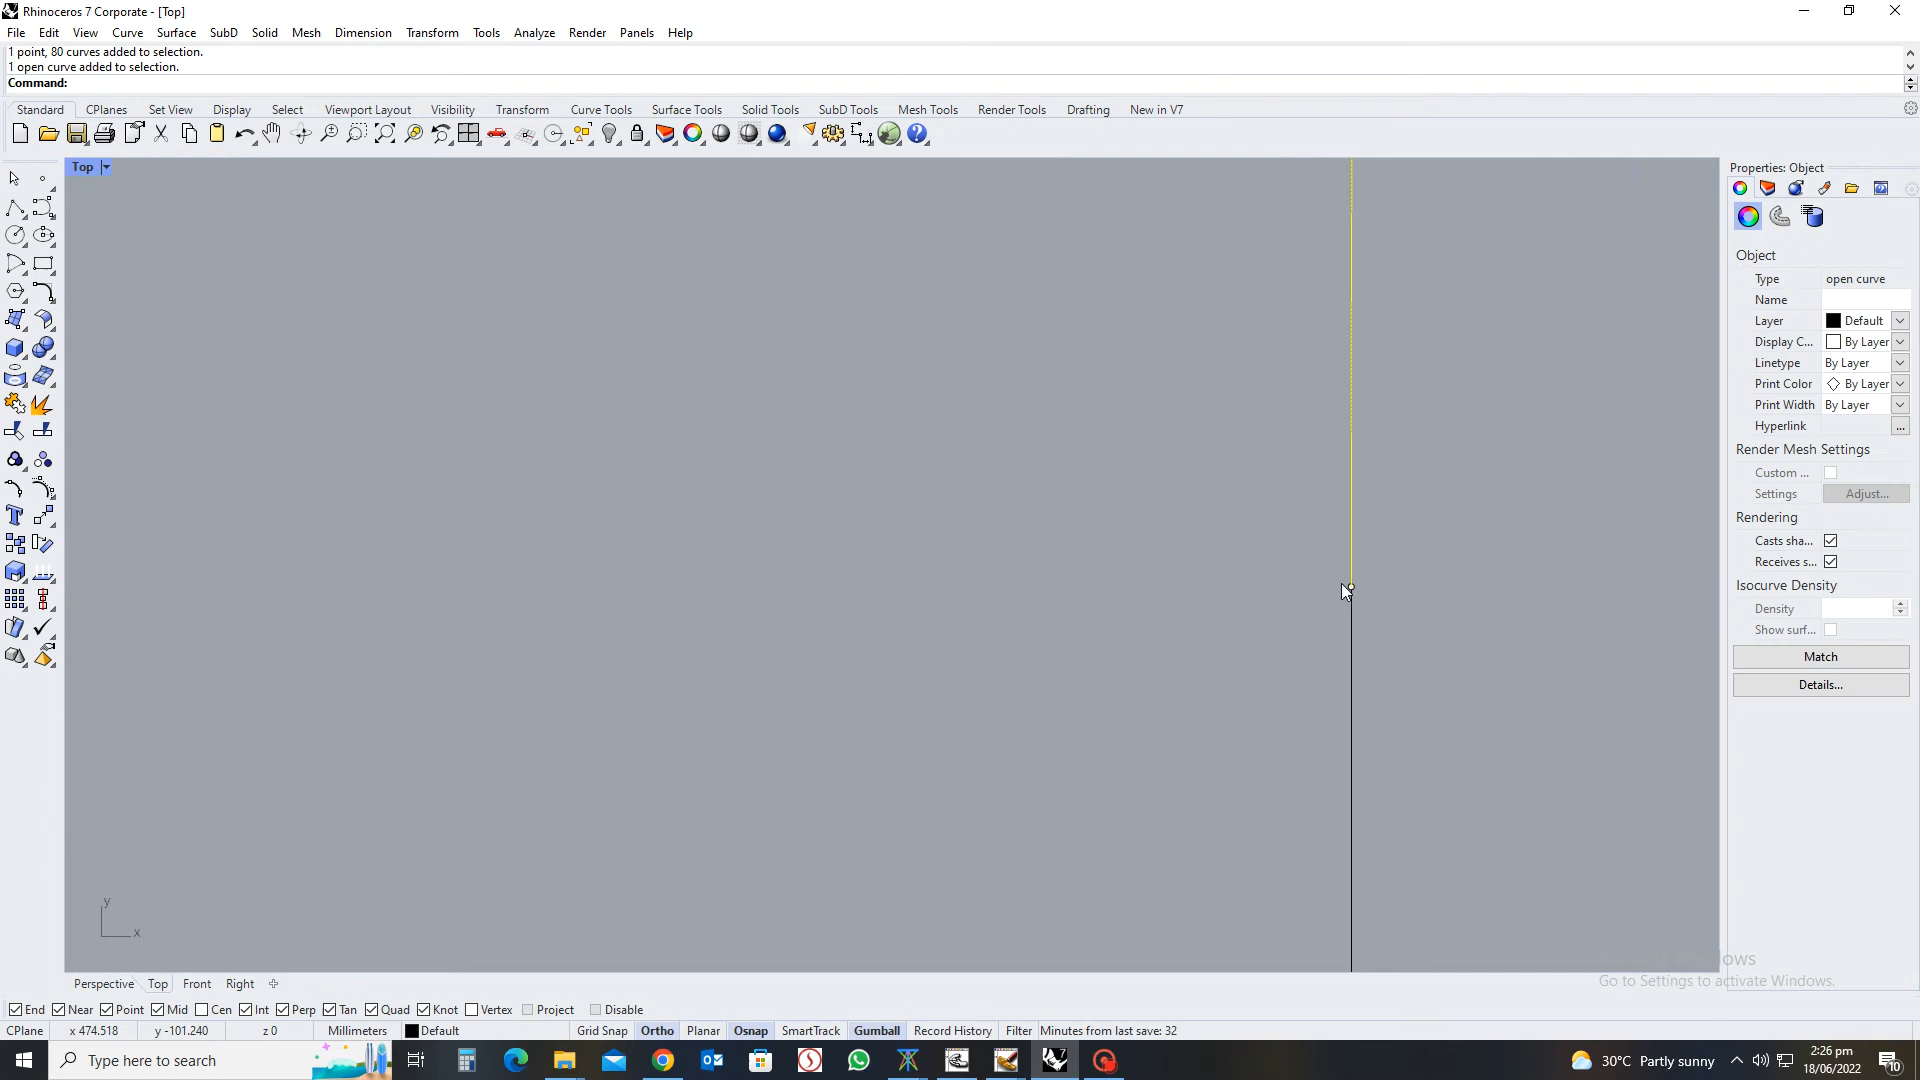 Rhinoceros 7 Corporate - [Top]
File Edit View Curve Surface SubD Solid Mesh Dimension Transform Tools Analyze Render Panels Help
1 point, 80 curves added to selection.
1 open curve added to selection.
Command:
Standard CPlanes Set View Display Select Viewport Layout Visibility Transform Curve Tools Surface Tools Solid Tools SubD Tools Mesh Tools Render Tools Drafting New in V7
Top
Properties: Object
Object
Type open curve
Name
Layer Default
Display C... By Layer
Linetype By Layer
Print Color By Layer
Print Width By Layer
Hyperlink ...
Render Mesh Settings
Custom ...
Settings Adjust...
Rendering
Casts sha...
Receives s...
Isocurve Density
Density
Show surf...
Match
Details...
y
x
Go to Settings to activate Windows.
Perspective Top Front Right
End Near Point Mid Cen Int Perp Tan Quad Knot Vertex Project Disable
CPlane x 474.518 y -101.240 z 0 Millimeters Default Grid Snap Ortho Planar Osnap SmartTrack Gumball Record History Filter Minutes from last save: 32
Type here to search
30°C Partly sunny
2:26 pm
18/06/2022
10